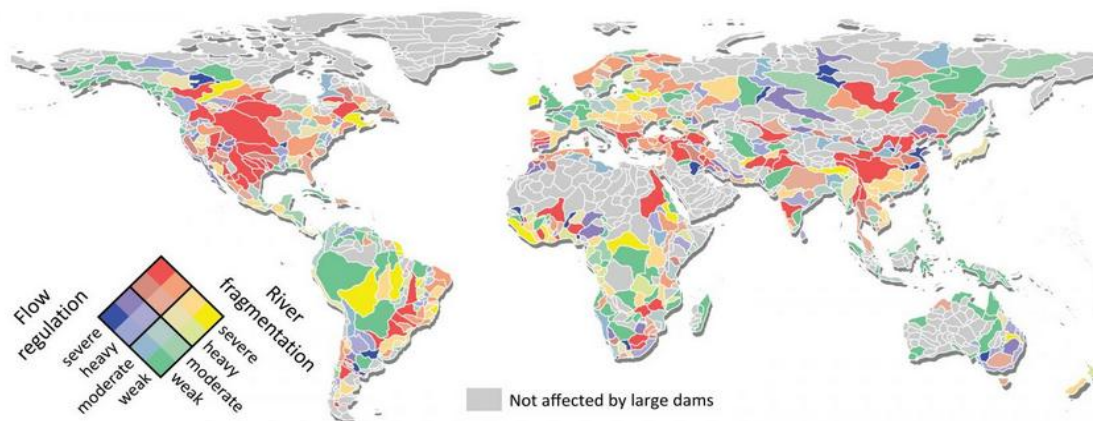 Flow
regulation
River
fragmentation
severe
heavy
moderate
weak
severe
heavy
moderate
weak
Not affected by large dams